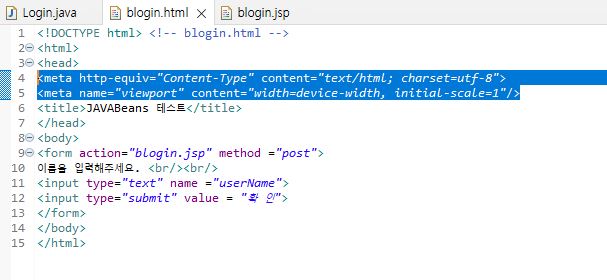 Login.java blogin.html blogin.jsp
1 <!DOCTYPE html> <!-- blogin.html -->
2 <html>
3 <head>
4 <meta http-equiv="Content-Type" content="text/html; charset=utf-8">
5 <meta name="viewport" content="width=device-width, initial-scale=1"/>
6 <title>JAVABeans 테스트</title>
7 </head>
8 <body>
9 <form action="blogin.jsp" method ="post">
10 이름을 입력해주세요. <br/><br/>
11 <input type="text" name ="userName">
12 <input type="submit" value = "확 인">
13 </form>
14 </body>
15 </html>